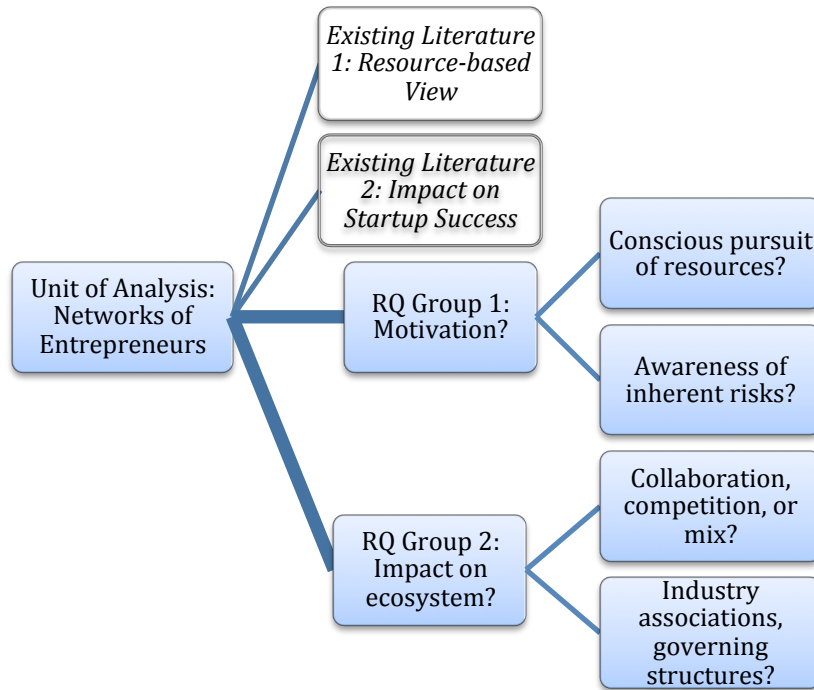 Existing Literature
1: Resource-based
View
Existing Literature
2: Impact on
Startup Success
Unit of Analysis:
Networks of
Entrepreneurs
RQ Group 1:
Motivation?
Conscious pursuit
of resources?
Awareness of
inherent risks?
RQ Group 2:
Impact on
ecosystem?
Collaboration,
competition, or
mix?
Industry
associations,
governing
structures?